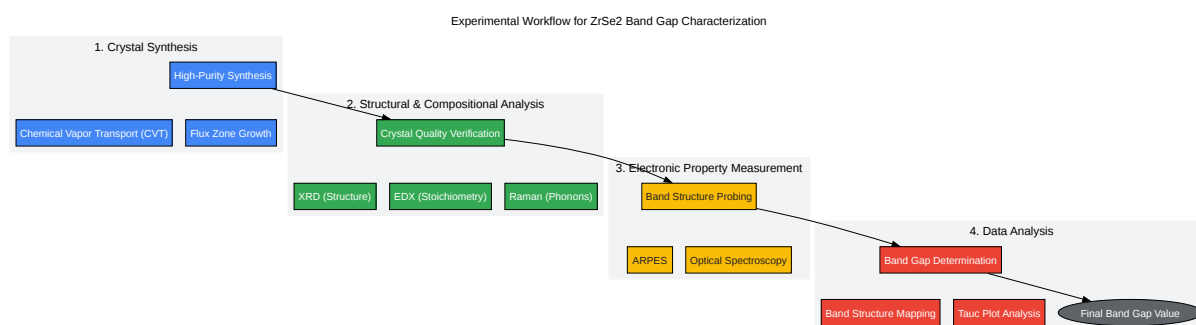 Experimental Workflow for ZrSe2 Band Gap Characterization
1. Crystal Synthesis
High-Purity Synthesis
Chemical Vapor Transport (CVT)
Flux Zone Growth
2. Structural & Compositional Analysis
Crystal Quality Verification
XRD (Structure)
EDX (Stoichiometry)
Raman (Phonons)
3. Electronic Property Measurement
Band Structure Probing
ARPES
Optical Spectroscopy
4. Data Analysis
Band Gap Determination
Band Structure Mapping
Tauc Plot Analysis
Final Band Gap Value